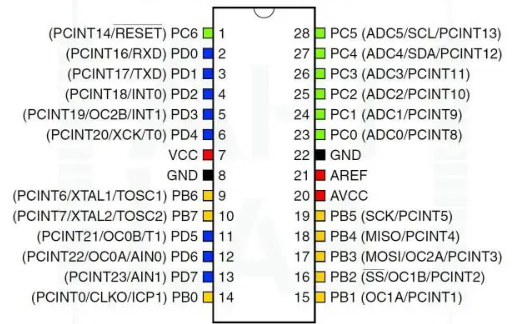 (PCINT14/RESET) PC6 1 28 PC5 (ADC5/SCL/PCINT13)
(PCINT16/RXD) PD0 2 27 PC4 (ADC4/SDA/PCINT12)
(PCINT17/TXD) PD1 3 26 PC3 (ADC3/PCINT11)
(PCINT18/INT0) PD2 4 25 PC2 (ADC2/PCINT10)
(PCINT19/OC2B/INT1) PD3 5 24 PC1 (ADC1/PCINT9)
(PCINT20/XCK/T0) PD4 6 23 PC0 (ADC0/PCINT8)
VCC 7 22 GND
GND 8 21 AREF
(PCINT6/XTAL1/TOSC1) PB6 9 20 AVCC
(PCINT7/XTAL2/TOSC2) PB7 10 19 PB5 (SCK/PCINT5)
(PCINT21/OC0B/T1) PD5 11 18 PB4 (MISO/PCINT4)
(PCINT22/OC0A/AIN0) PD6 12 17 PB3 (MOSI/OC2A/PCINT3)
(PCINT23/AIN1) PD7 13 16 PB2 (SS/OC1B/PCINT2)
(PCINT0/CLKO/ICP1) PB0 14 15 PB1 (OC1A/PCINT1)